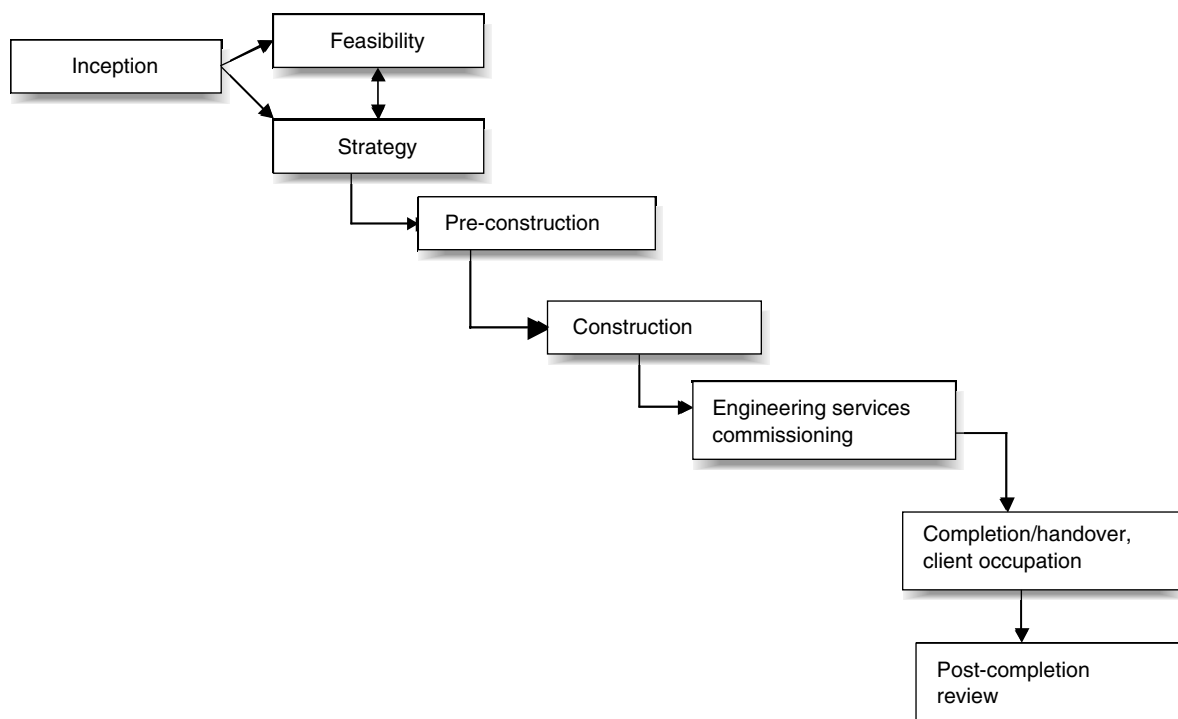 Feasibility
Inception
Strategy
Pre-construction
Construction
Engineering services
commissioning
Completion/handover,
client occupation
Post-completion
review